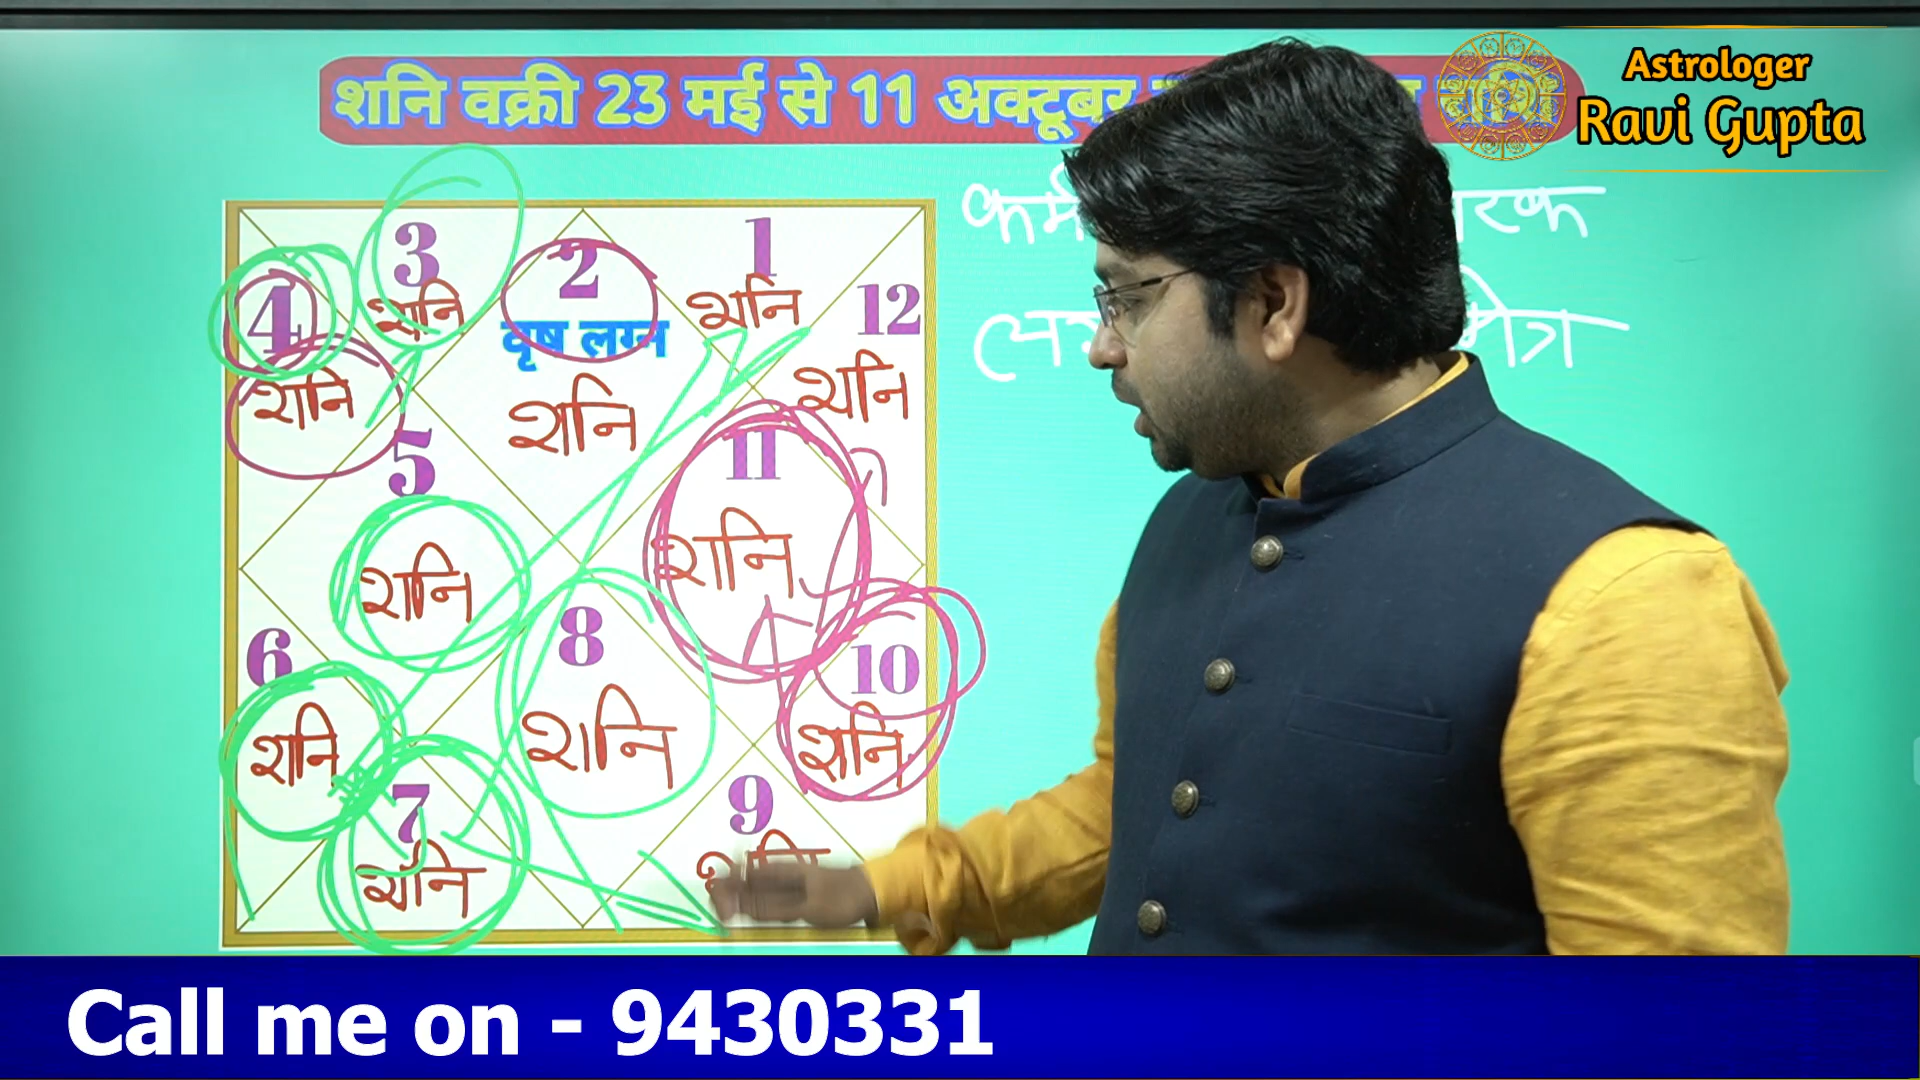 शनि वक्री 23 मई से 11 अक्टूबर
Astrologer
Ravi Gupta
3
2
1
4
12
शनि
शनि
वृष लग्न
शनि
शनि
शनि
5
11
शनि
शनि
6
8
10
शनि
शनि
शनि
7
9
शनि
शनि
Call me on - 9430331